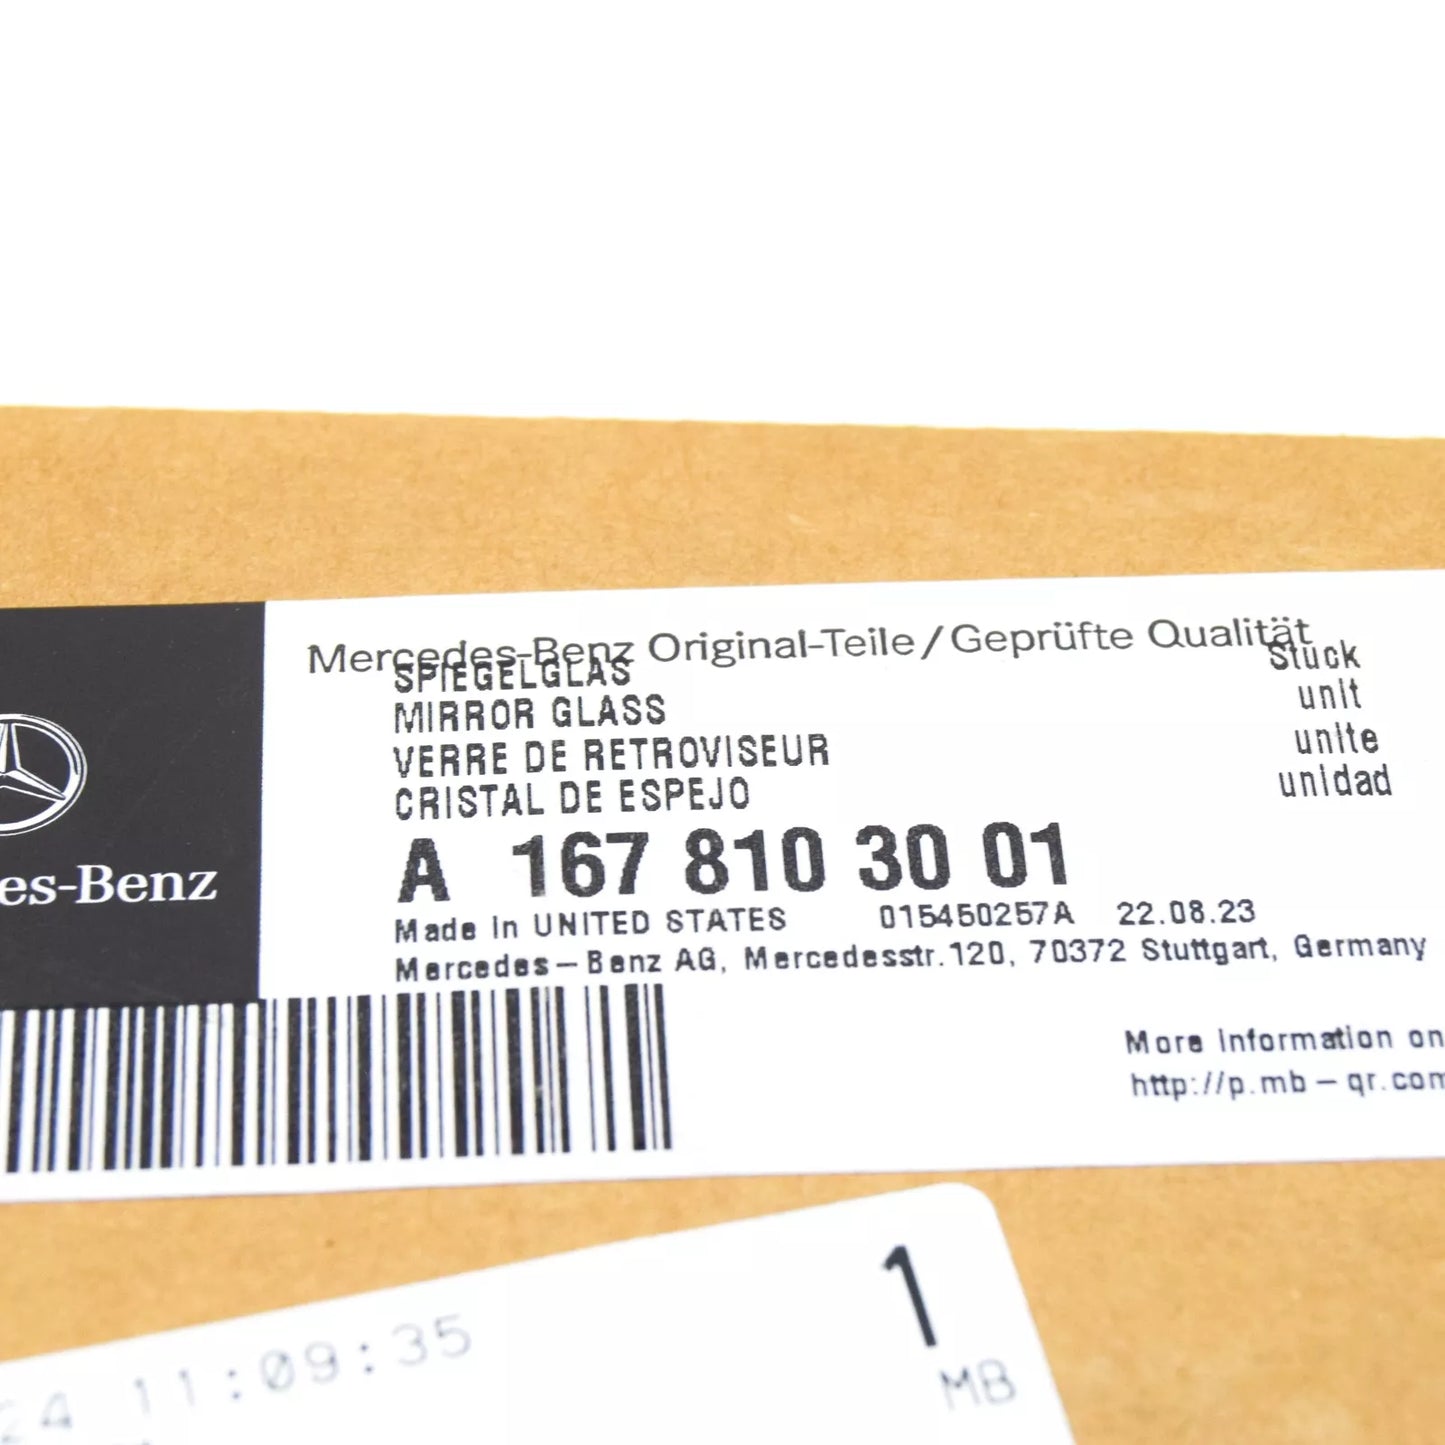 Mercedes-Benz Original-Teile/Geprüfte Qualität
SPIEGELGLAS Stück
MIRROR GLASS unit
VERRE DE RETROVISEUR unite
CRISTAL DE ESPEJO unidad
A 167 810 30 01
Made in UNITED STATES 015450257A 22.08.23
Mercedes-Benz AG, Mercedesstr.120, 70372 Stuttgart, Germany
des-Benz
More information on
http://p.mb-qr.com
1
24 11:09:35
MB